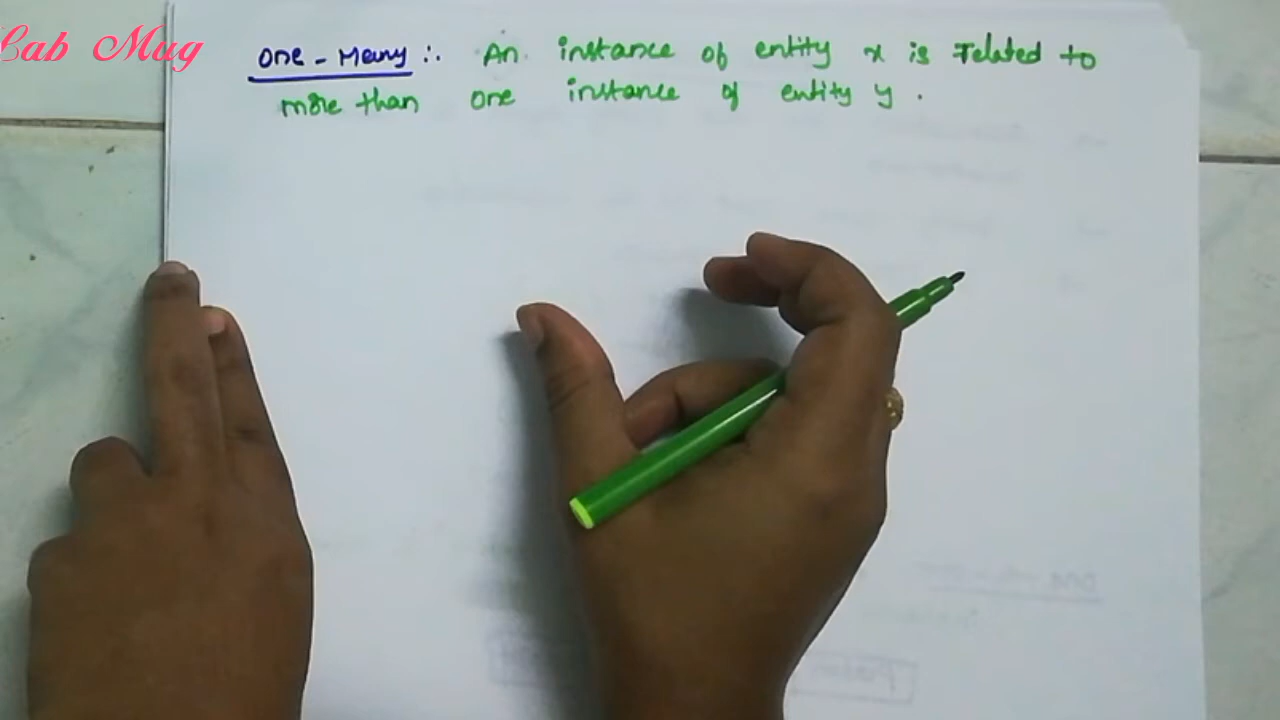 Lab Mug
One - Many :. An instance of entity x is related to
more than one instance of entity y .